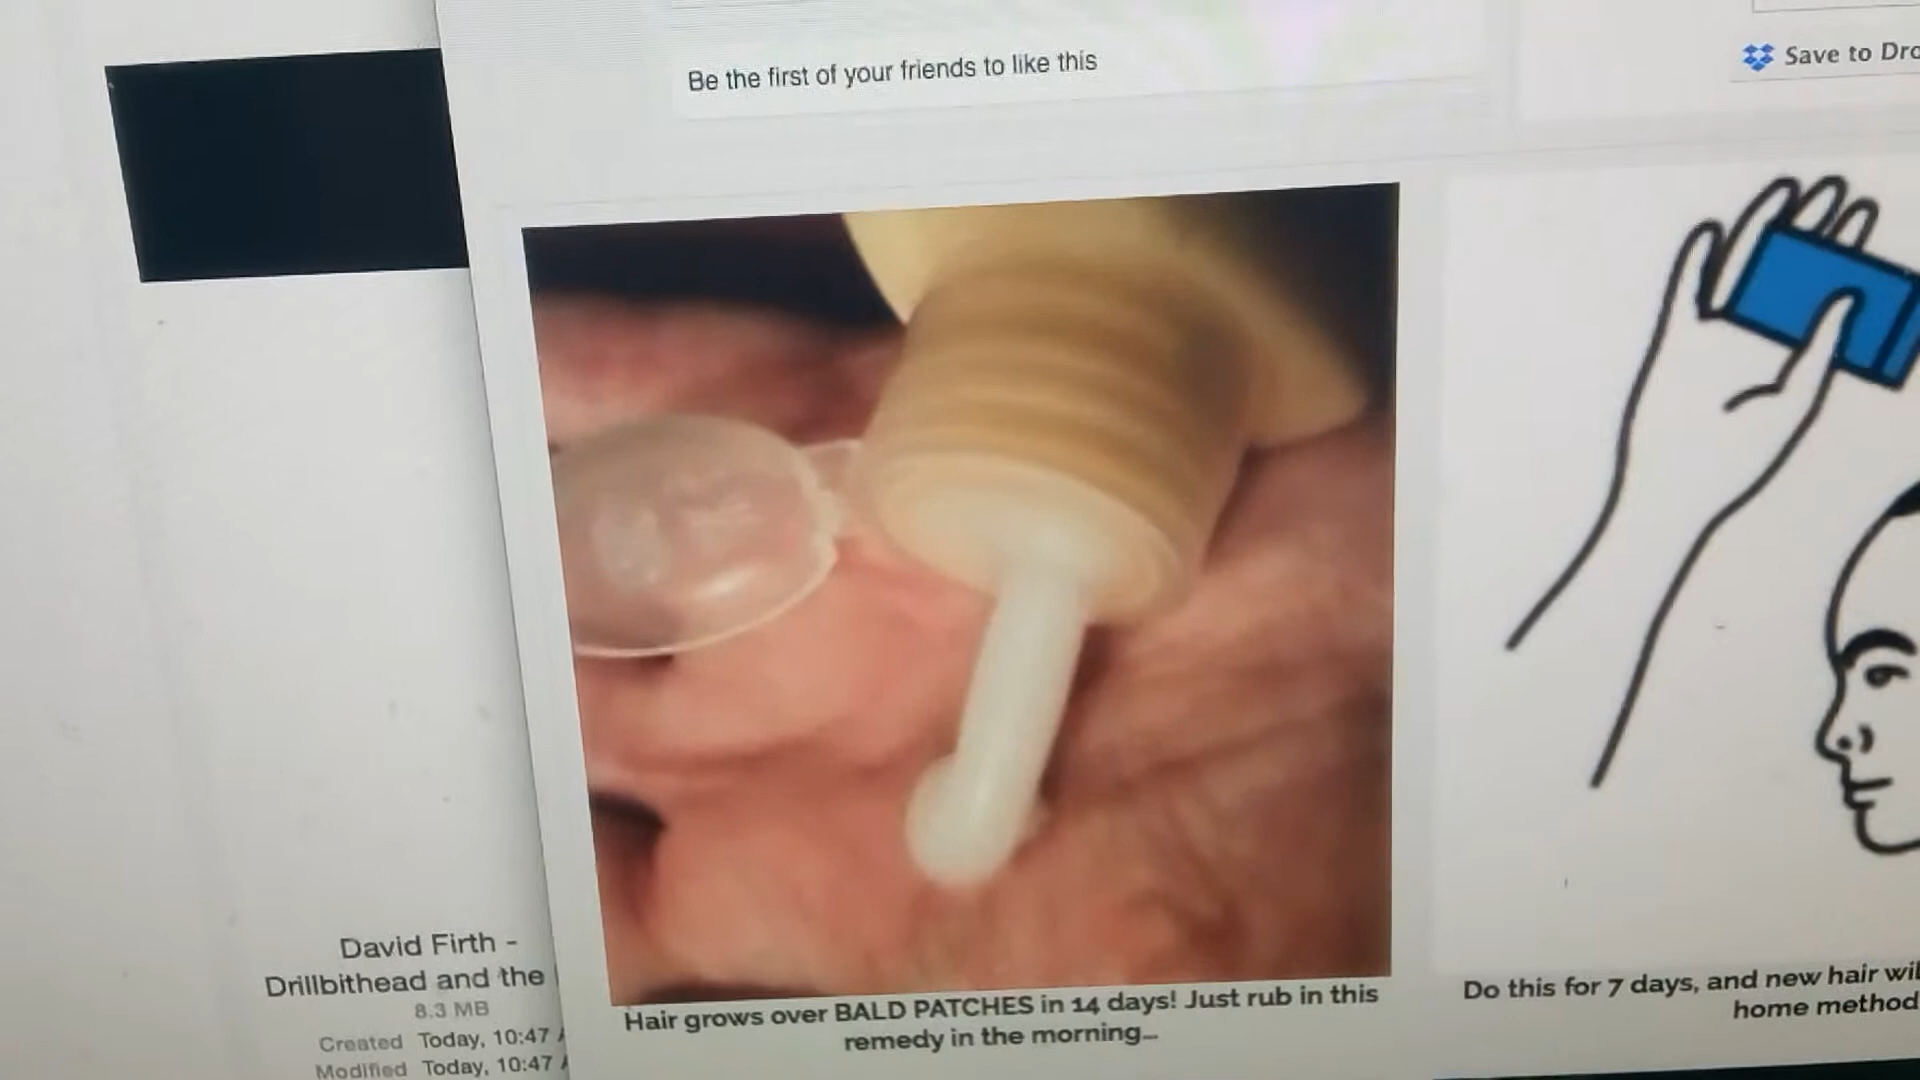 Be the first of your friends to like this
Save to
David Firth -
Drillbithead and the
8.3 MB
Created Today, 10:47
Modified Today, 10:47
Hair grows over BALD PATCHES in 14 days! Just rub in this
remedy in the morning...
Do this for 7 days, and new hair
home method